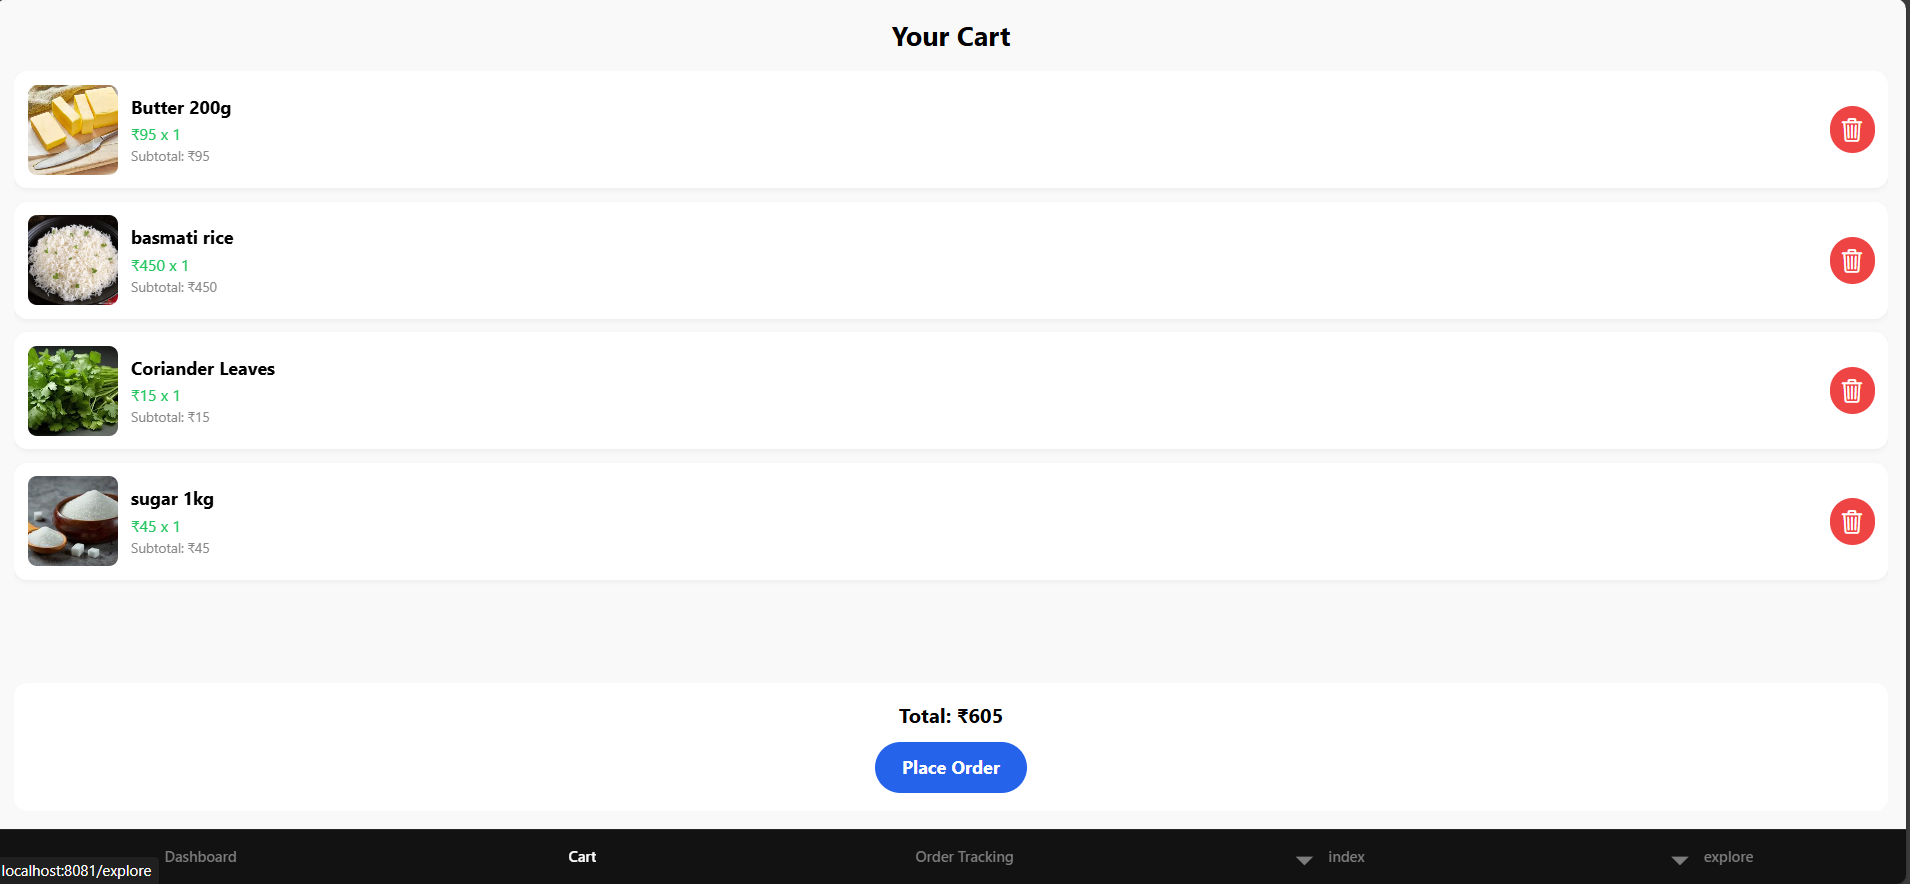 Your Cart
Butter 200g
₹95 x 1
Subtotal: ₹95
basmati rice
₹450 x 1
Subtotal: ₹450
Coriander Leaves
₹15 x 1
Subtotal: ₹15
sugar 1kg
₹45 x 1
Subtotal: ₹45
Total: ₹605
Place Order
Dashboard
Cart
Order Tracking
index
explore
localhost:8081/explore